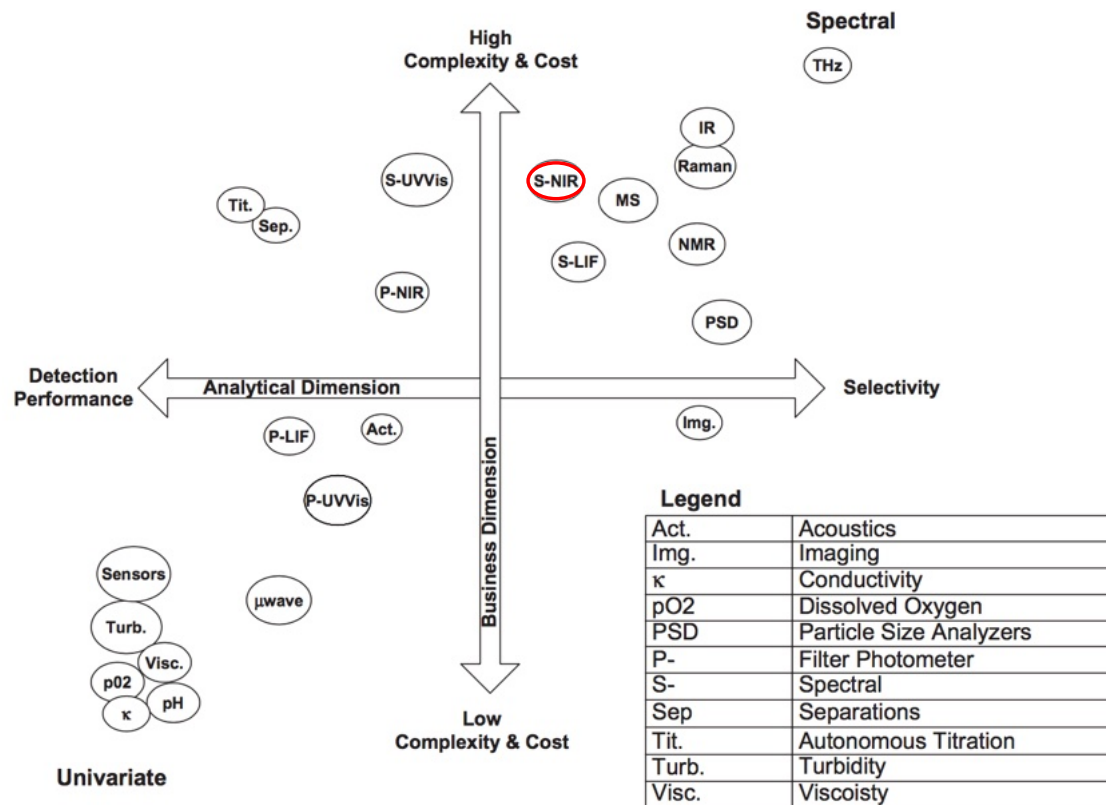 Spectral
High
Complexity & Cost
THz
IR
Raman
S-UVVis
S-NIR
MS
Tit.
Sep.
NMR
S-LIF
P-NIR
PSD
Detection
Performance
Analytical Dimension
Selectivity
P-LIF
Act.
Img.
P-UVVis
Business Dimension
Sensors
μwave
Turb.
Visc.
p02
pH
κ
Low
Complexity & Cost
Univariate
Legend
Act. Acoustics
Img. Imaging
κ Conductivity
pO2 Dissolved Oxygen
PSD Particle Size Analyzers
P- Filter Photometer
S- Spectral
Sep Separations
Tit. Autonomous Titration
Turb. Turbidity
Visc. Viscoisty